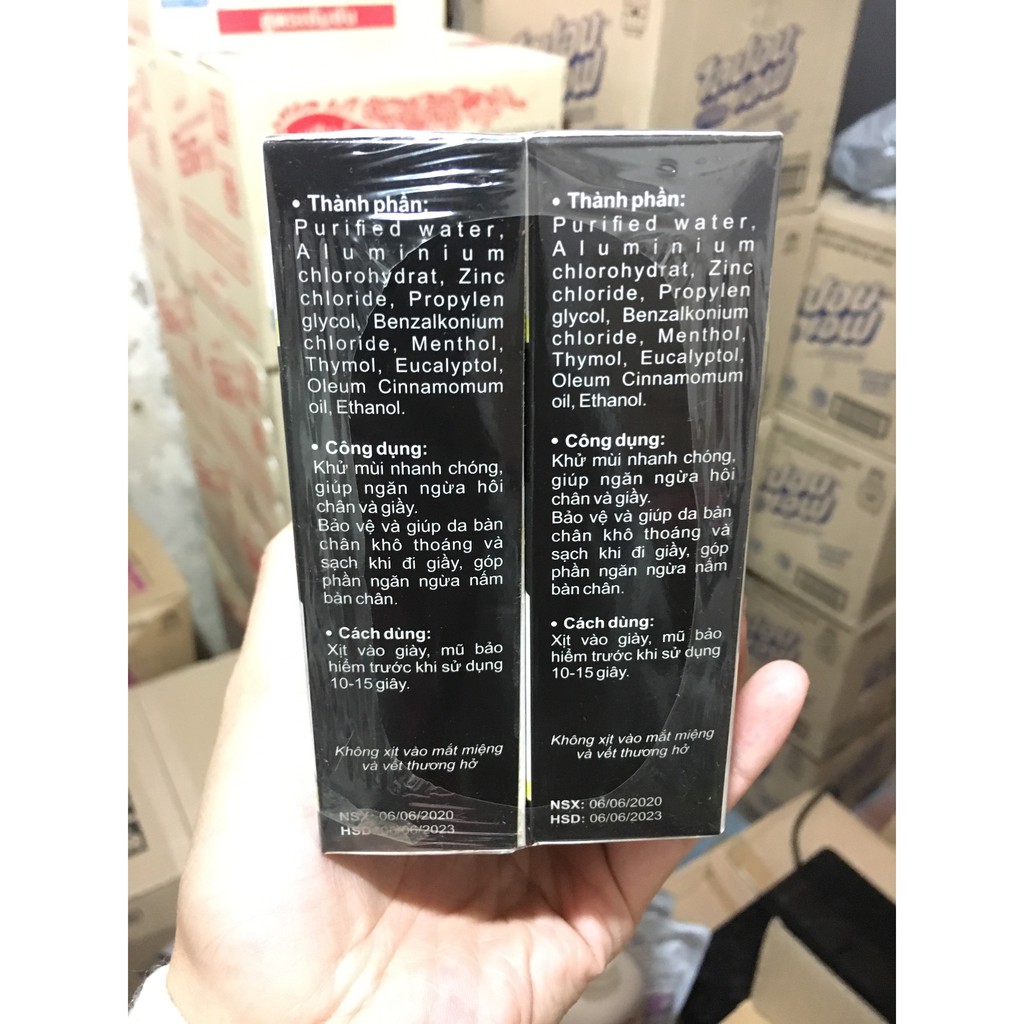 • Thành phần:
Purified water,
Aluminium
chlorohydrat, Zinc
chloride, Propylen
glycol, Benzalkonium
chloride, Menthol,
Thymol, Eucalyptol,
Oleum Cinnamomum
oil, Ethanol.
• Công dụng:
Khử mùi nhanh chóng,
giúp ngăn ngừa hôi
chân và giầy.
Bảo vệ và giúp da bàn
chân khô thoáng và
sạch khi đi giầy, góp
phần ngăn ngừa nấm
bàn chân.
• Cách dùng:
Xịt vào giày, mũ bảo
hiểm trước khi sử dụng
10-15 giây.
Không xịt vào mắt miệng
và vết thương hở
NSX: 06/06/2020
HSD: 06/06/2023
• Thành phần:
Purified water,
Aluminium
chlorohydrat, Zinc
chloride, Propylen
glycol, Benzalkonium
chloride, Menthol,
Thymol, Eucalyptol,
Oleum Cinnamomum
oil, Ethanol.
• Công dụng:
Khử mùi nhanh chóng,
giúp ngăn ngừa hôi
chân và giầy.
Bảo vệ và giúp da bàn
chân khô thoáng và
sạch khi đi giầy, góp
phần ngăn ngừa nấm
bàn chân.
• Cách dùng:
Xịt vào giày, mũ bảo
hiểm trước khi sử dụng
10-15 giây.
Không xịt vào mắt miệng
và vết thương hở
NSX: 06/06/2020
HSD: 06/06/2023